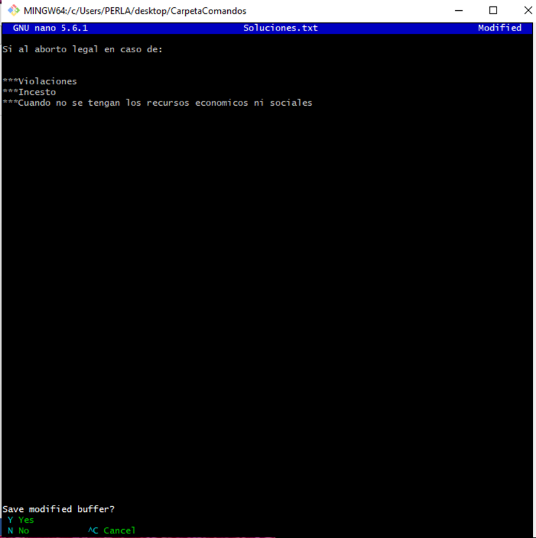 MINGW64:/c/Users/PERLA/desktop/CarpetaComandos
GNU nano 5.6.1 Soluciones.txt Modified
Si al aborto legal en caso de:
***Violaciones
***Incesto
***Cuando no se tengan los recursos economicos ni sociales
Save modified buffer?
Y Yes
N No ^C Cancel